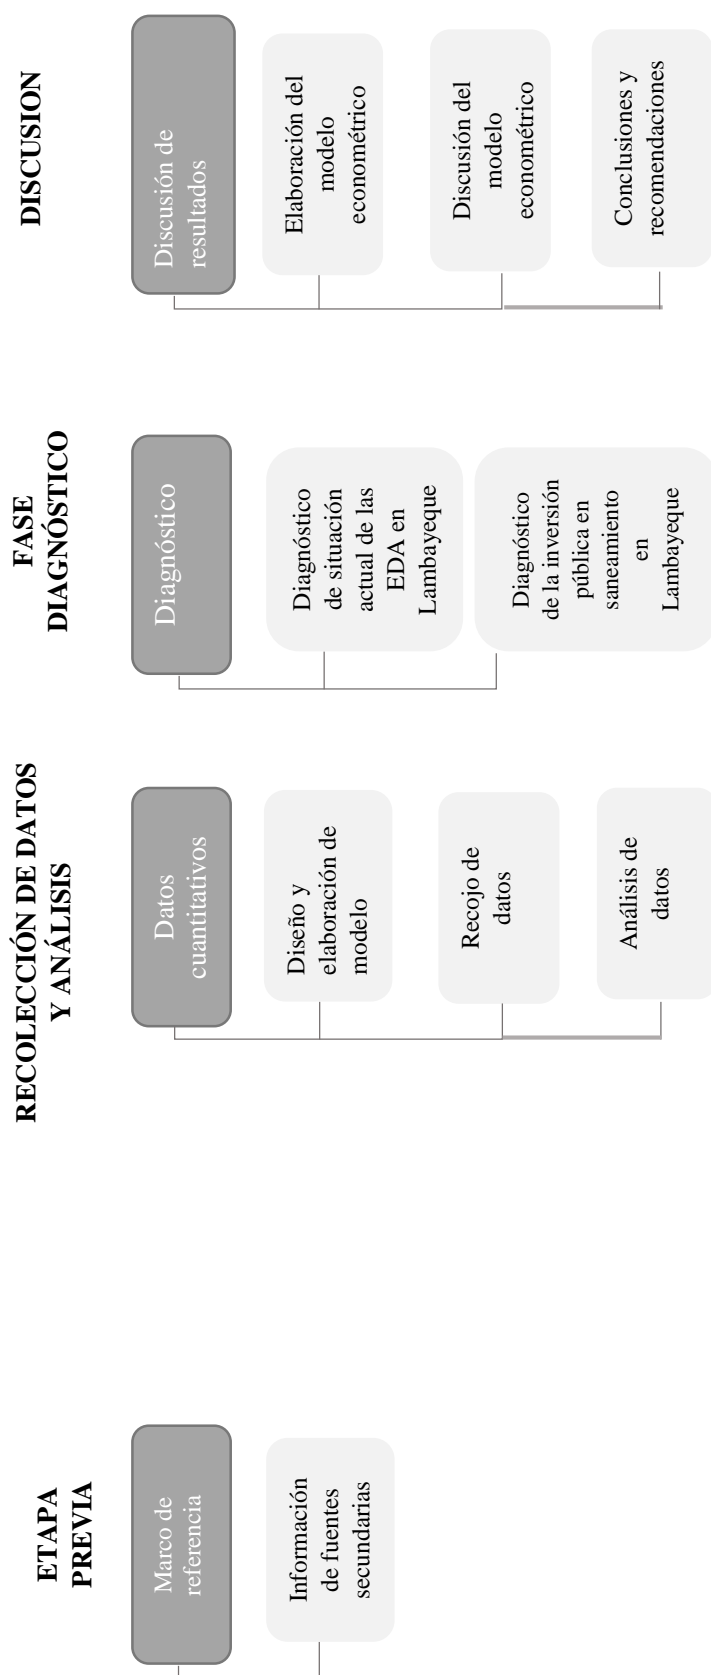 ETAPA
PREVIA
Marco de
referencia
Información
de fuentes
secundarias
RECOLECCIÓN DE DATOS
Y ANÁLISIS
Datos
cuantitativos
Diseño y
elaboración de
modelo
Recojo de
datos
Análisis de
datos
FASE
DIAGNÓSTICO
Diagnóstico
Diagnóstico
de situación
actual de las
EDA en
Lambayeque
Diagnóstico
de la inversión
pública en
saneamiento
en
Lambayeque
DISCUSION
Discusión de
resultados
Elaboración del
modelo
econométrico
Discusión del
modelo
econométrico
Conclusiones y
recomendaciones